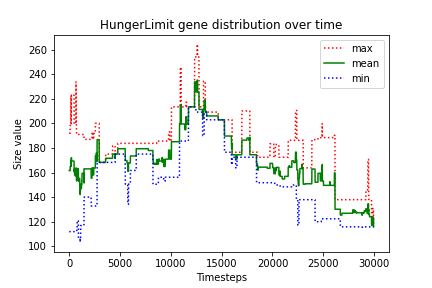 HungerLimit gene distribution over time
max
mean
min
Size value
260
240
220
200
180
160
140
120
100
0 5000 10000 15000 20000 25000 30000
Timesteps